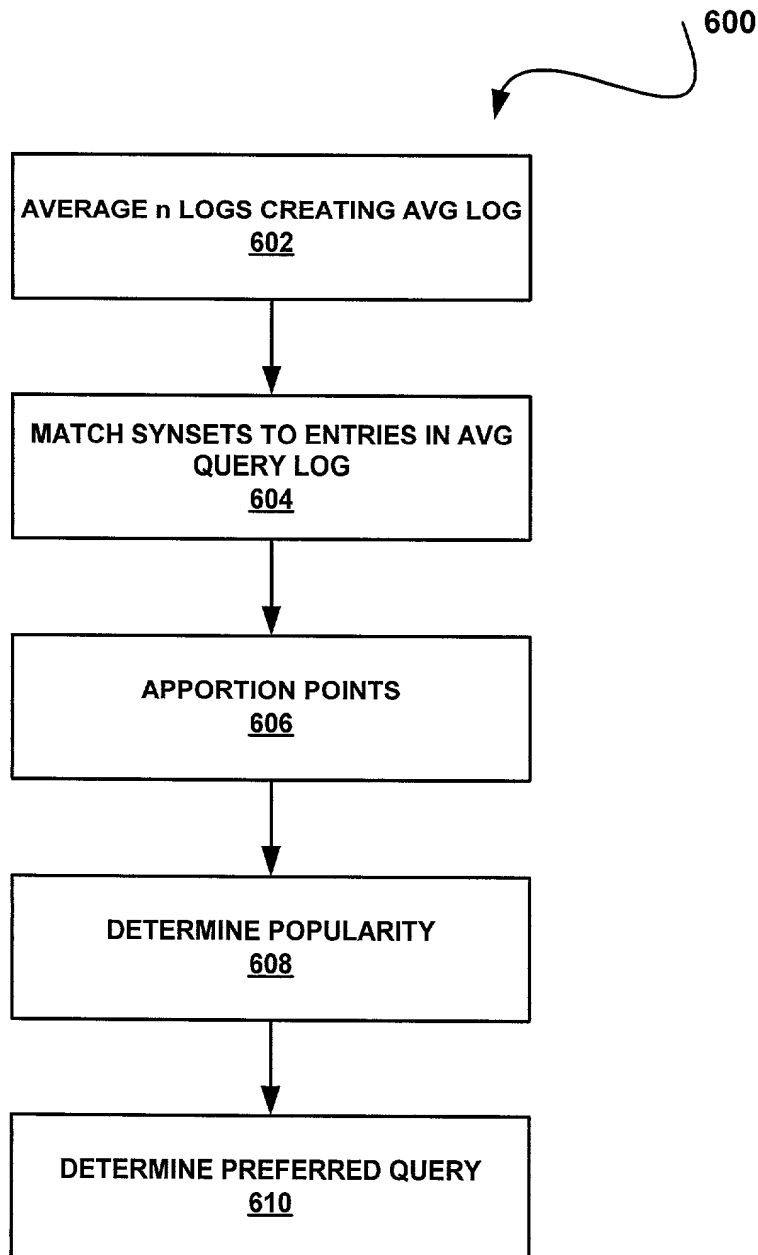 600
AVERAGE n LOGS CREATING AVG LOG
602
MATCH SYNSETS TO ENTRIES IN AVG
QUERY LOG
604
APPORTION POINTS
606
DETERMINE POPULARITY
608
DETERMINE PREFERRED QUERY
610